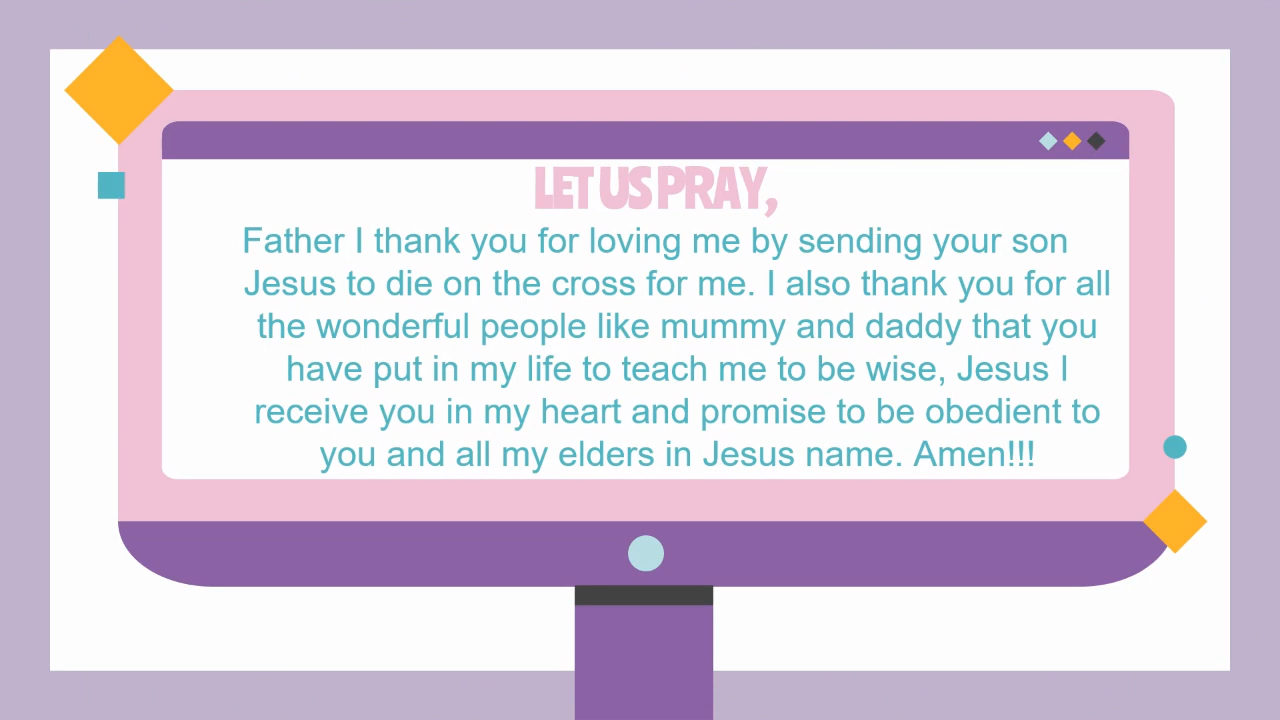 LET US PRAY,
Father I thank you for loving me by sending your son
Jesus to die on the cross for me. I also thank you for all
the wonderful people like mummy and daddy that you
have put in my life to teach me to be wise, Jesus I
receive you in my heart and promise to be obedient to
you and all my elders in Jesus name. Amen!!!